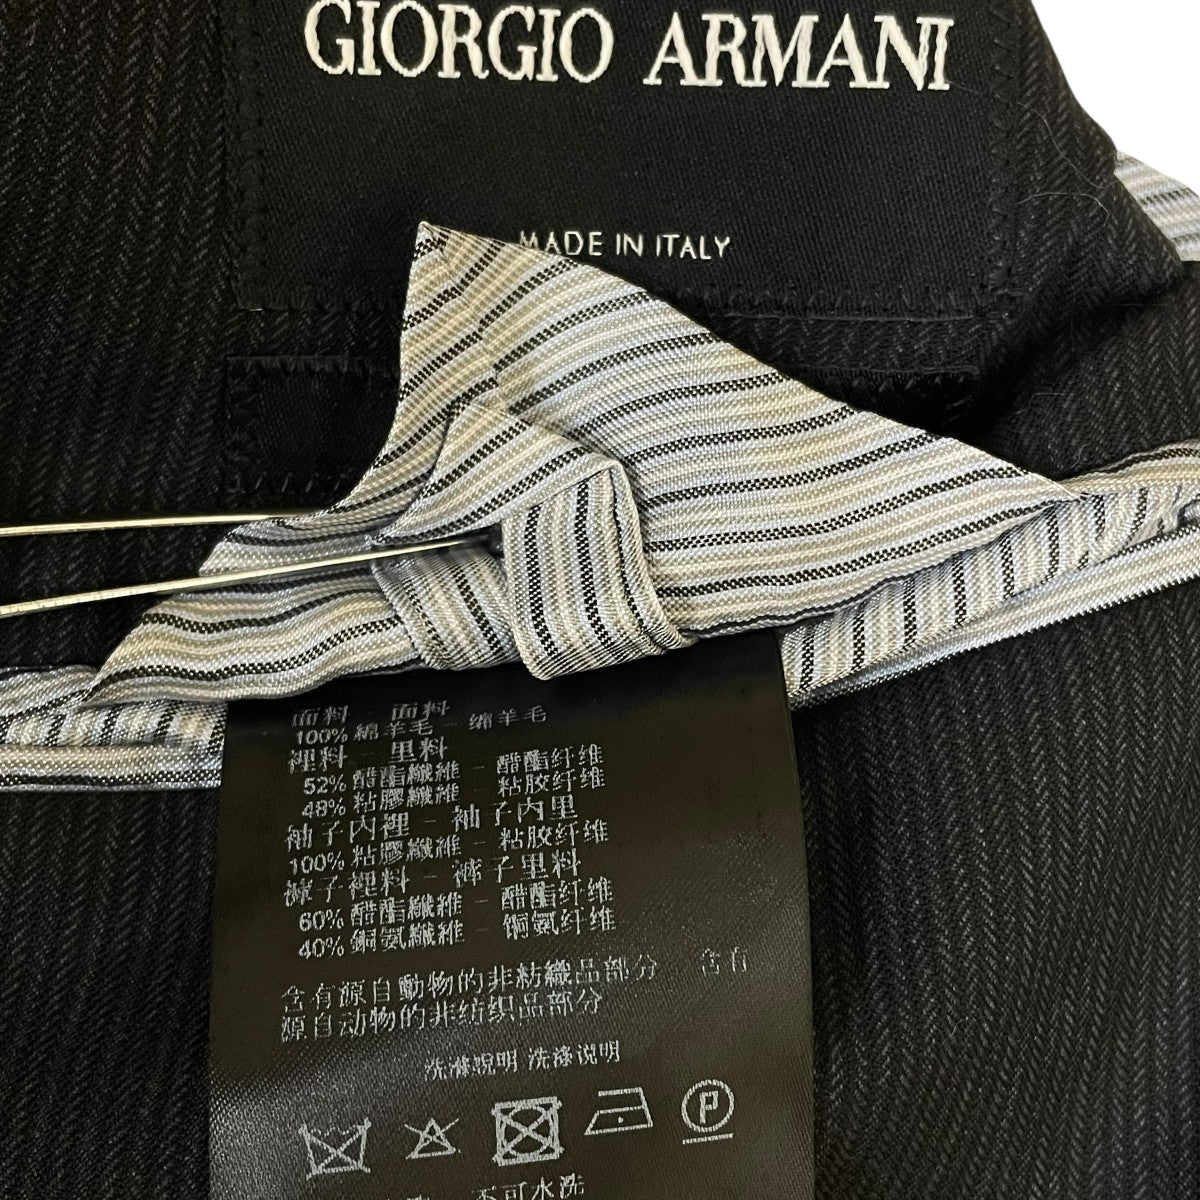 GIORGIO ARMANI
MADE IN ITALY
面料 - 面料
100% 綿羊毛 - 绵羊毛
裡料 - 里料
52% 醋酯纖維 - 醋酯纤维
48% 粘膠纖維 - 粘胶纤维
袖子內裡 - 袖子内里
100% 粘膠纖維 - 粘胶纤维
褲子裡料 - 裤子里料
60% 醋酯纖維 - 醋酯纤维
40% 銅氨纖維 - 铜氨纤维
含有源自動物的非紡織品部分 含有
源自动物的非纺织品部分
洗滌說明 洗涤说明
P
不可水洗